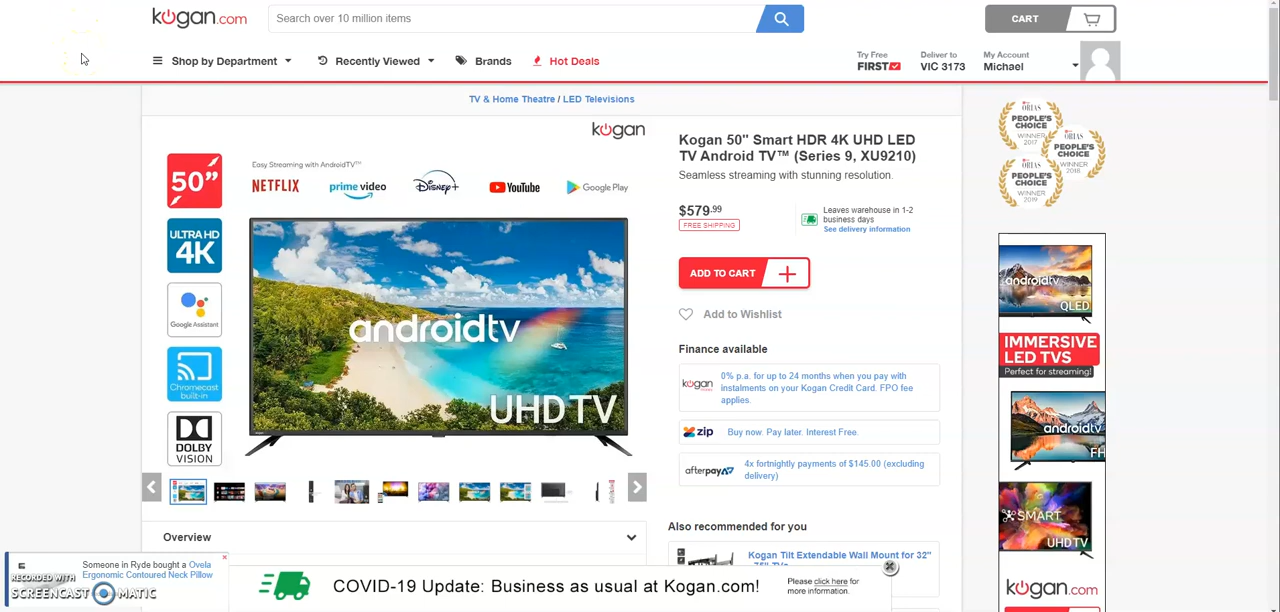 kogan.com
Search over 10 million items
CART
Shop by Department
Recently Viewed
Brands
Hot Deals
Try Free
FIRST
Deliver to
VIC 3173
My Account
Michael
TV & Home Theatre / LED Televisions
kogan
Easy Streaming with AndroidTV™
NETFLIX
prime video
Disney+
YouTube
Google Play
50"
ULTRA HD
4K
Google Assistant
Chromecast
built-in
DOLBY
VISION
androidtv
UHD TV
Kogan 50" Smart HDR 4K UHD LED
TV Android TV™ (Series 9, XU9210)
Seamless streaming with stunning resolution.
$579.99
FREE SHIPPING
Leaves warehouse in 1-2
business days
See delivery information
ADD TO CART
Add to Wishlist
Finance available
kogan
0% p.a. for up to 24 months when you pay with
instalments on your Kogan Credit Card. FPO fee
applies.
zip
Buy now. Pay later. Interest Free.
afterpay
4x fortnightly payments of $145.00 (excluding
delivery)
Also recommended for you
Kogan Tilt Extendable Wall Mount for 32"
Overview
ORIAS
PEOPLE'S
CHOICE
WINNER
2017
ORIAS
PEOPLE'S
CHOICE
WINNER
2018
PEOPLE'S
CHOICE
WINNER
2019
androidtv
QLED
IMMERSIVE
LED TVS
Perfect for streaming!
androidtv
FH
SMART
UHDTV
kogan.com
Someone in Ryde bought a Ovela
Ergonomic Contoured Neck Pillow
RECORDED WITH
SCREENCAST MATIC
COVID-19 Update: Business as usual at Kogan.com!
Please click here for
more information.